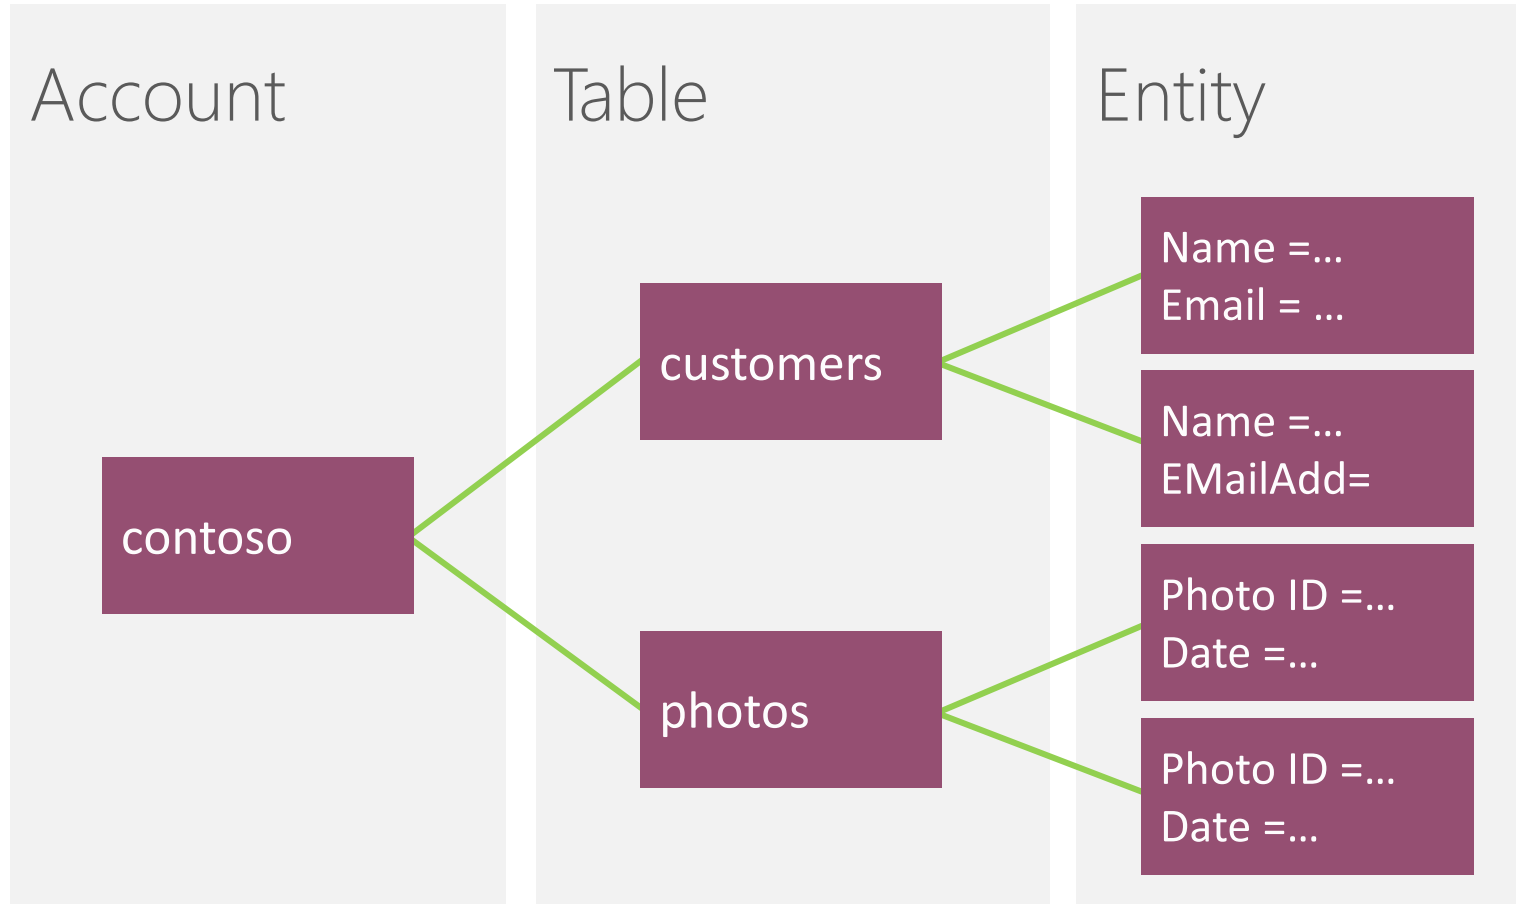 Account
Table
Entity
contoso
customers
photos
Name =...
Email = ...
Name =...
EMailAdd=
Photo ID =...
Date =...
Photo ID =...
Date =...